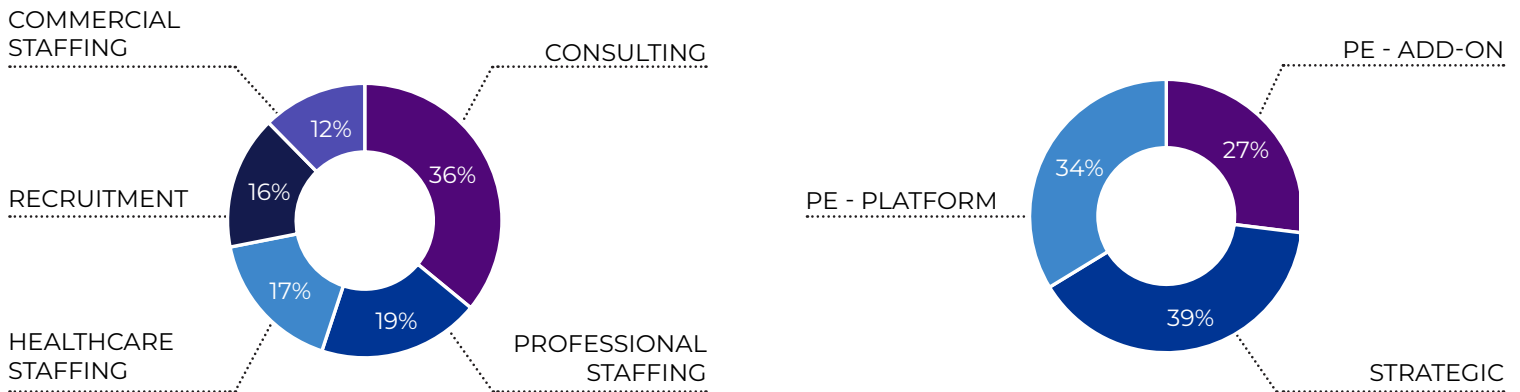 COMMERCIAL
STAFFING
CONSULTING
12%
36%
RECRUITMENT
16%
17%
19%
HEALTHCARE
STAFFING
PROFESSIONAL
STAFFING
PE - ADD-ON
27%
34%
PE - PLATFORM
39%
STRATEGIC